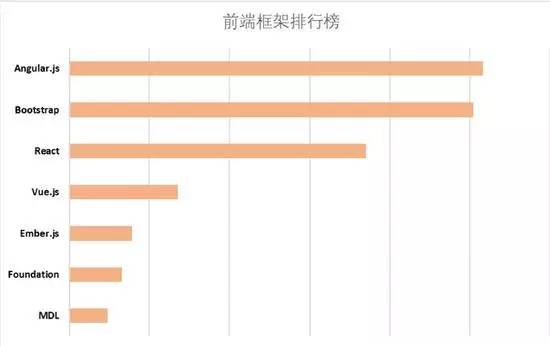 前端框架排行榜
Angular.js
Bootstrap
React
Vue.js
Ember.js
Foundation
MDL